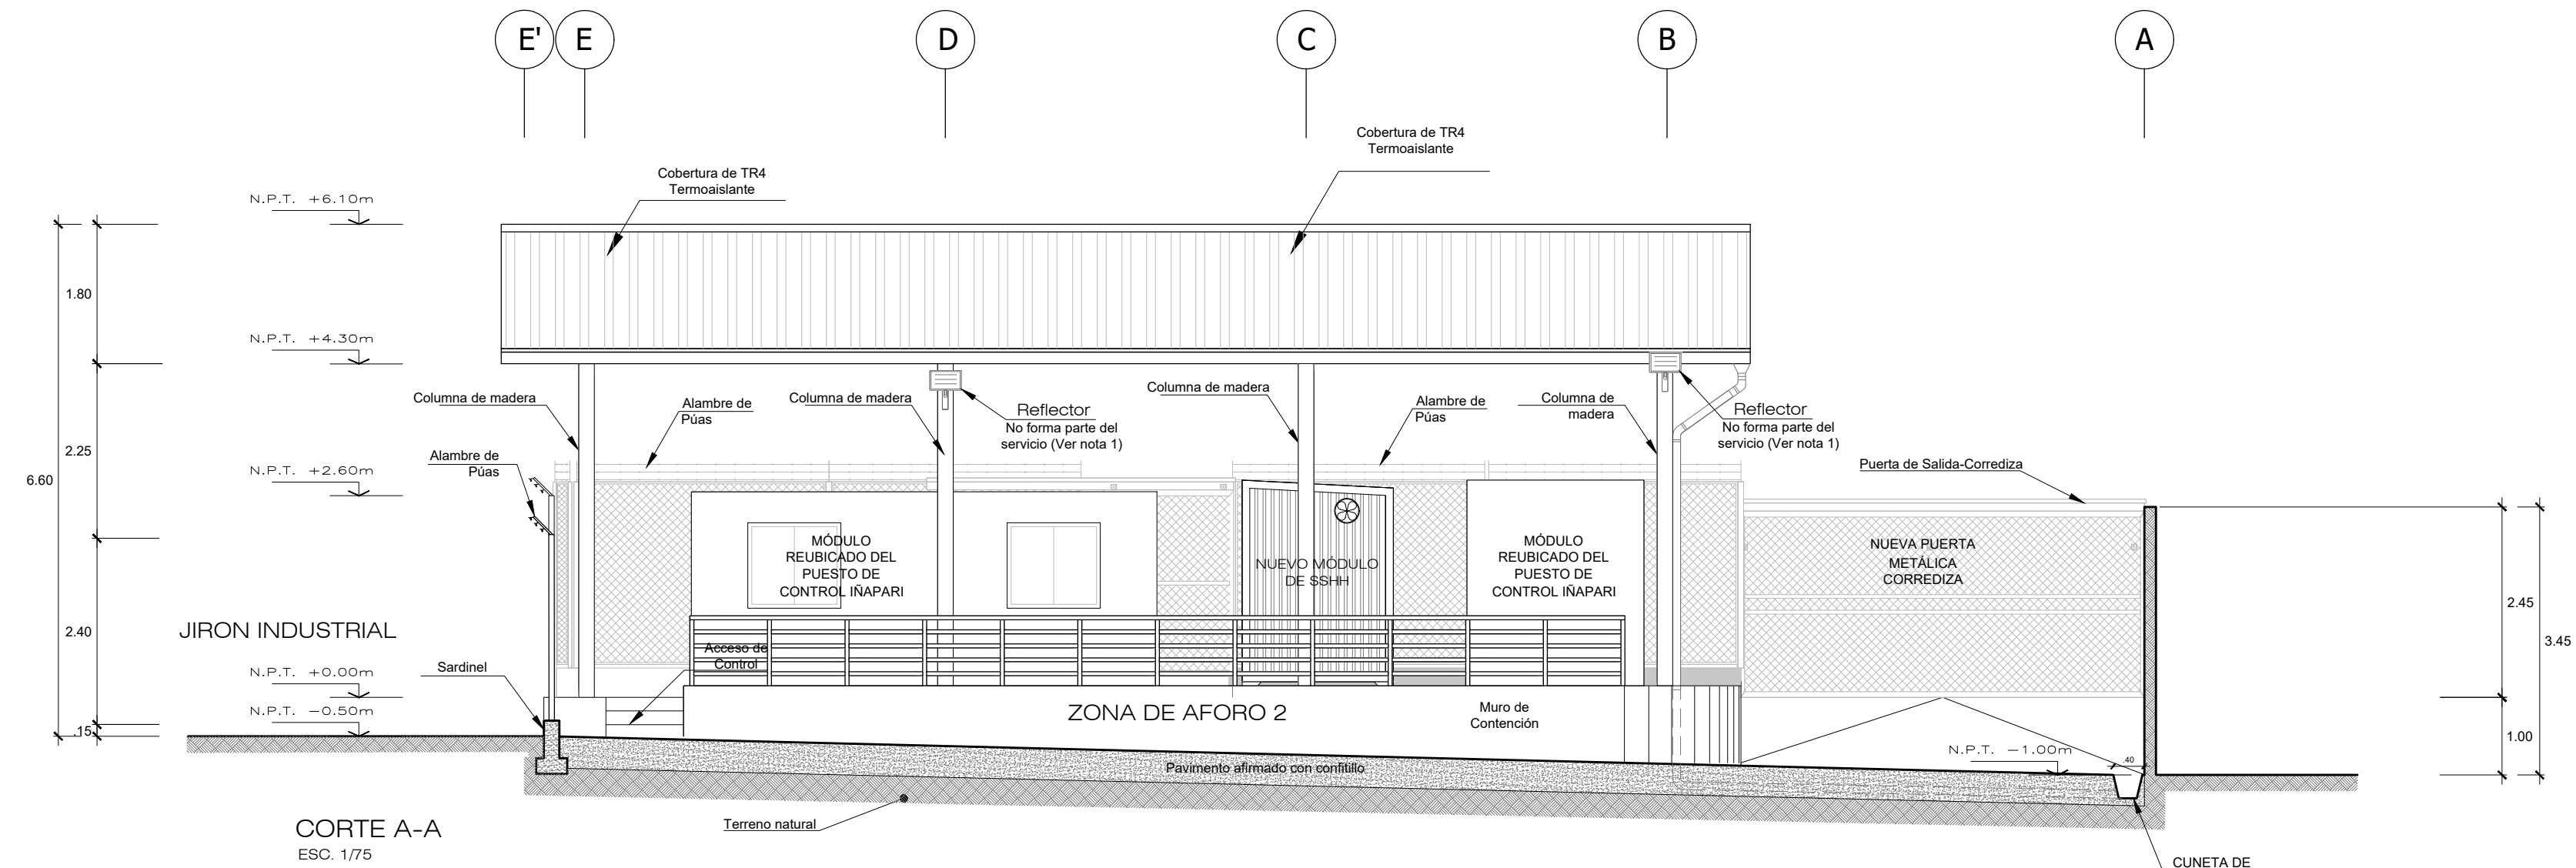 E'
E
D
C
B
A
Cobertura de TR4
Termoaislante
Cobertura de TR4
Termoaislante
N.P.T. +6.10m
1.80
N.P.T. +4.30m
Columna de madera
Alambre de
Púas
Columna de madera
Reflector
No forma parte del
servicio (Ver nota 1)
Columna de madera
Alambre de
Púas
Columna de
madera
Reflector
No forma parte del
servicio (Ver nota 1)
2.25
Alambre de
Púas
N.P.T. +2.60m
6.60
Puerta de Salida-Corrediza
MÓDULO
REUBICADO DEL
PUESTO DE
CONTROL IÑAPARI
NUEVO MÓDULO
DE SSHH
MÓDULO
REUBICADO DEL
PUESTO DE
CONTROL IÑAPARI
NUEVA PUERTA
METÁLICA
CORREDIZA
2.45
3.45
JIRON INDUSTRIAL
2.40
Acceso de
Control
Sardinel
N.P.T. +0.00m
N.P.T. -0.50m
.15
ZONA DE AFORO 2
Muro de
Contención
1.00
N.P.T. -1.00m
.40
Pavimento afirmado con confitillo
Terreno natural
CORTE A-A
ESC. 1/75
CUNETA DE